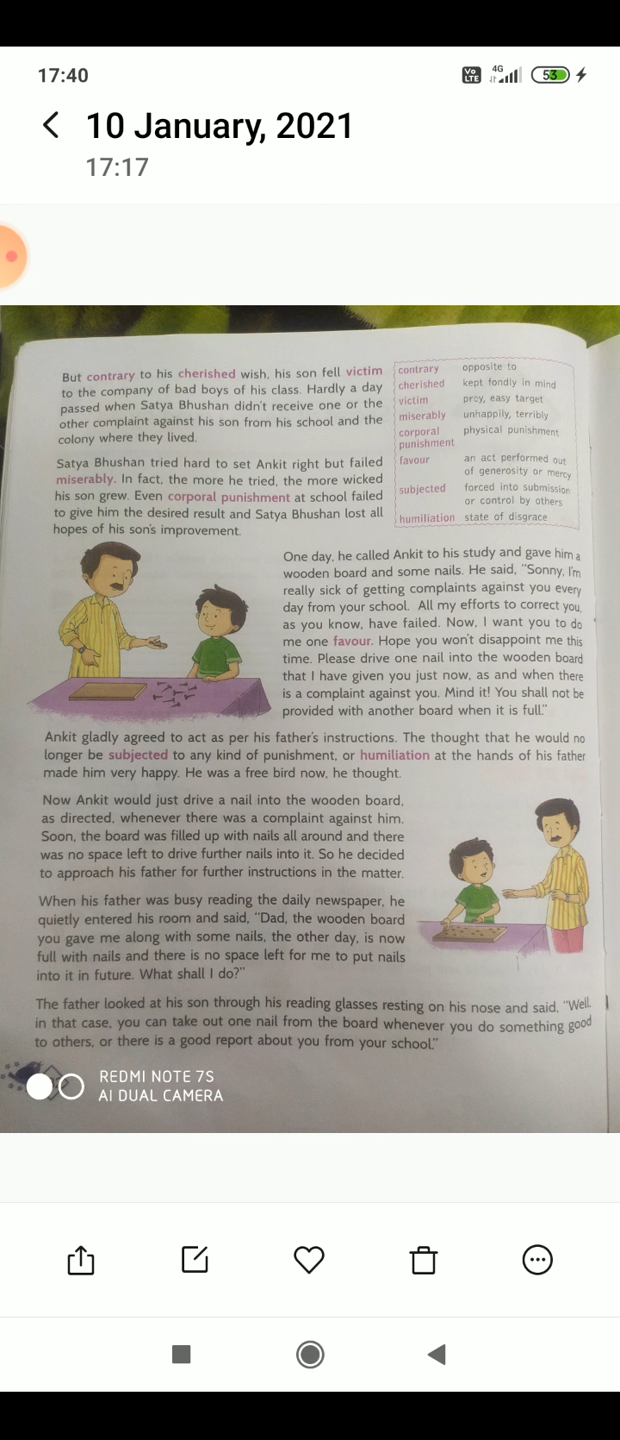 17:40
Vo LTE 4G 53
10 January, 2021
17:17
But contrary to his cherished wish, his son fell victim
to the company of bad boys of his class. Hardly a day
passed when Satya Bhushan didn't receive one or the
other complaint against his son from his school and the
colony where they lived.
Satya Bhushan tried hard to set Ankit right but failed
miserably. In fact, the more he tried, the more wicked
his son grew. Even corporal punishment at school failed
to give him the desired result and Satya Bhushan lost all
hopes of his son's improvement.
contrary opposite to
cherished kept fondly in mind
victim prey, easy target
miserably unhappily, terribly
corporal physical punishment
punishment
favour an act performed out
of generosity or mercy
subjected forced into submission
or control by others
humiliation state of disgrace
One day, he called Ankit to his study and gave him a
wooden board and some nails. He said, "Sonny, I'm
really sick of getting complaints against you every
day from your school. All my efforts to correct you,
as you know, have failed. Now, I want you to do
me one favour. Hope you won't disappoint me this
time. Please drive one nail into the wooden board
that I have given you just now, as and when there
is a complaint against you. Mind it! You shall not be
provided with another board when it is full."
Ankit gladly agreed to act as per his father's instructions. The thought that he would no
longer be subjected to any kind of punishment, or humiliation at the hands of his father
made him very happy. He was a free bird now, he thought.
Now Ankit would just drive a nail into the wooden board,
as directed, whenever there was a complaint against him.
Soon, the board was filled up with nails all around and there
was no space left to drive further nails into it. So he decided
to approach his father for further instructions in the matter.
When his father was busy reading the daily newspaper, he
quietly entered his room and said, "Dad, the wooden board
you gave me along with some nails, the other day, is now
full with nails and there is no space left for me to put nails
into it in future. What shall I do?"
The father looked at his son through his reading glasses resting on his nose and said, "Well,
in that case, you can take out one nail from the board whenever you do something good
to others, or there is a good report about you from your school."
REDMI NOTE 7S
AI DUAL CAMERA